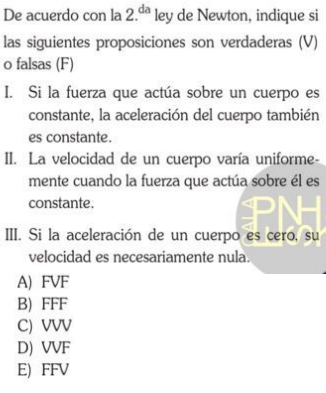 De acuerdo con la 2.da ley de Newton, indique si
las siguientes proposiciones son verdaderas (V)
o falsas (F)
I. Si la fuerza que actúa sobre un cuerpo es
constante, la aceleración del cuerpo también
es constante.
II. La velocidad de un cuerpo varía uniforme-
mente cuando la fuerza que actúa sobre él es
constante.
III. Si la aceleración de un cuerpo es cero, su
velocidad es necesariamente nula.
A) FVF
B) FFF
C) VVV
D) VVF
E) FFV
PNH